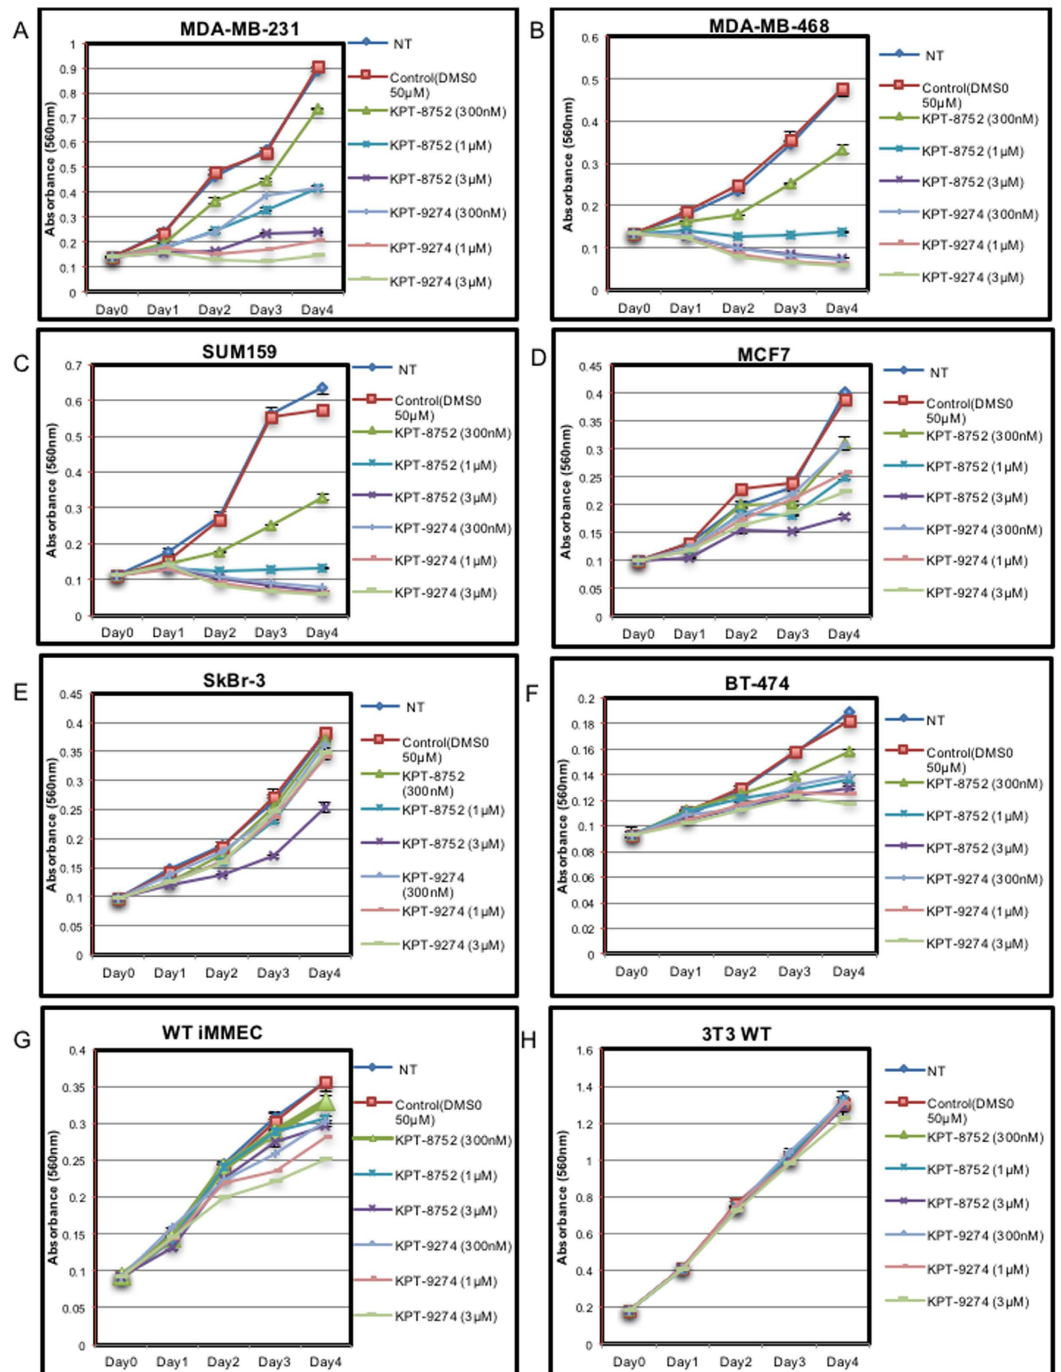 A
MDA-MB-231
1
0.9
0.8
0.7
0.6
0.5
0.4
0.3
0.2
0.1
0
Absorbance (560nm)
Day0 Day1 Day2 Day3 Day4
NT
Control(DMS0
50µM)
KPT-8752 (300nM)
KPT-8752 (1µM)
KPT-8752 (3µM)
KPT-9274 (300nM)
KPT-9274 (1µM)
KPT-9274 (3µM)
B
MDA-MB-468
0.6
0.5
0.4
0.3
0.2
0.1
0
Absorbance (560nm)
Day0 Day1 Day2 Day3 Day4
NT
Control(DMS0
50µM)
KPT-8752 (300nM)
KPT-8752 (1µM)
KPT-8752 (3µM)
KPT-9274 (300nM)
KPT-9274 (1µM)
KPT-9274 (3µM)
C
SUM159
0.7
0.6
0.5
0.4
0.3
0.2
0.1
0
Absorbance (560nm)
Day0 Day1 Day2 Day3 Day4
NT
Control(DMS0
50µM)
KPT-8752 (300nM)
KPT-8752 (1µM)
KPT-8752 (3µM)
KPT-9274 (300nM)
KPT-9274 (1µM)
KPT-9274 (3µM)
D
MCF7
0.45
0.4
0.35
0.3
0.25
0.2
0.15
0.1
0.05
0
Absorbance (560nm)
Day0 Day1 Day2 Day3 Day4
NT
Control(DMS0
50µM)
KPT-8752 (300nM)
KPT-8752 (1µM)
KPT-8752 (3µM)
KPT-9274 (300nM)
KPT-9274 (1µM)
KPT-9274 (3µM)
E
SkBr-3
0.45
0.4
0.35
0.3
0.25
0.2
0.15
0.1
0.05
0
Absorbance (560nm)
Day0 Day1 Day2 Day3 Day4
NT
Control(DMS0
50µM)
KPT-8752
(300nM)
KPT-8752 (1µM)
KPT-8752 (3µM)
KPT-9274
(300nM)
KPT-9274 (1µM)
KPT-9274 (3µM)
F
BT-474
0.2
0.18
0.16
0.14
0.12
0.1
0.08
0.06
0.04
0.02
0
Absorbance (560nm)
Day0 Day1 Day2 Day3 Day4
NT
Control(DMS0
50µM)
KPT-8752 (300nM)
KPT-8752 (1µM)
KPT-8752 (3µM)
KPT-9274 (300nM)
KPT-9274 (1µM)
KPT-9274 (3µM)
G
WT iMMEC
0.4
0.35
0.3
0.25
0.2
0.15
0.1
0.05
0
Absorbance (560nm)
Day0 Day1 Day2 Day3 Day4
NT
Control(DMS0
50µM)
KPT-8752 (300nM)
KPT-8752 (1µM)
KPT-8752 (3µM)
KPT-9274 (300nM)
KPT-9274 (1µM)
KPT-9274 (3µM)
H
3T3 WT
1.6
1.4
1.2
1
0.8
0.6
0.4
0.2
0
Absorbance (560nm)
Day0 Day1 Day2 Day3 Day4
NT
Control(DMS0
50µM)
KPT-8752 (300nM)
KPT-8752 (1µM)
KPT-8752 (3µM)
KPT-9274 (300nM)
KPT-9274 (1µM)
KPT-9274 (3µM)